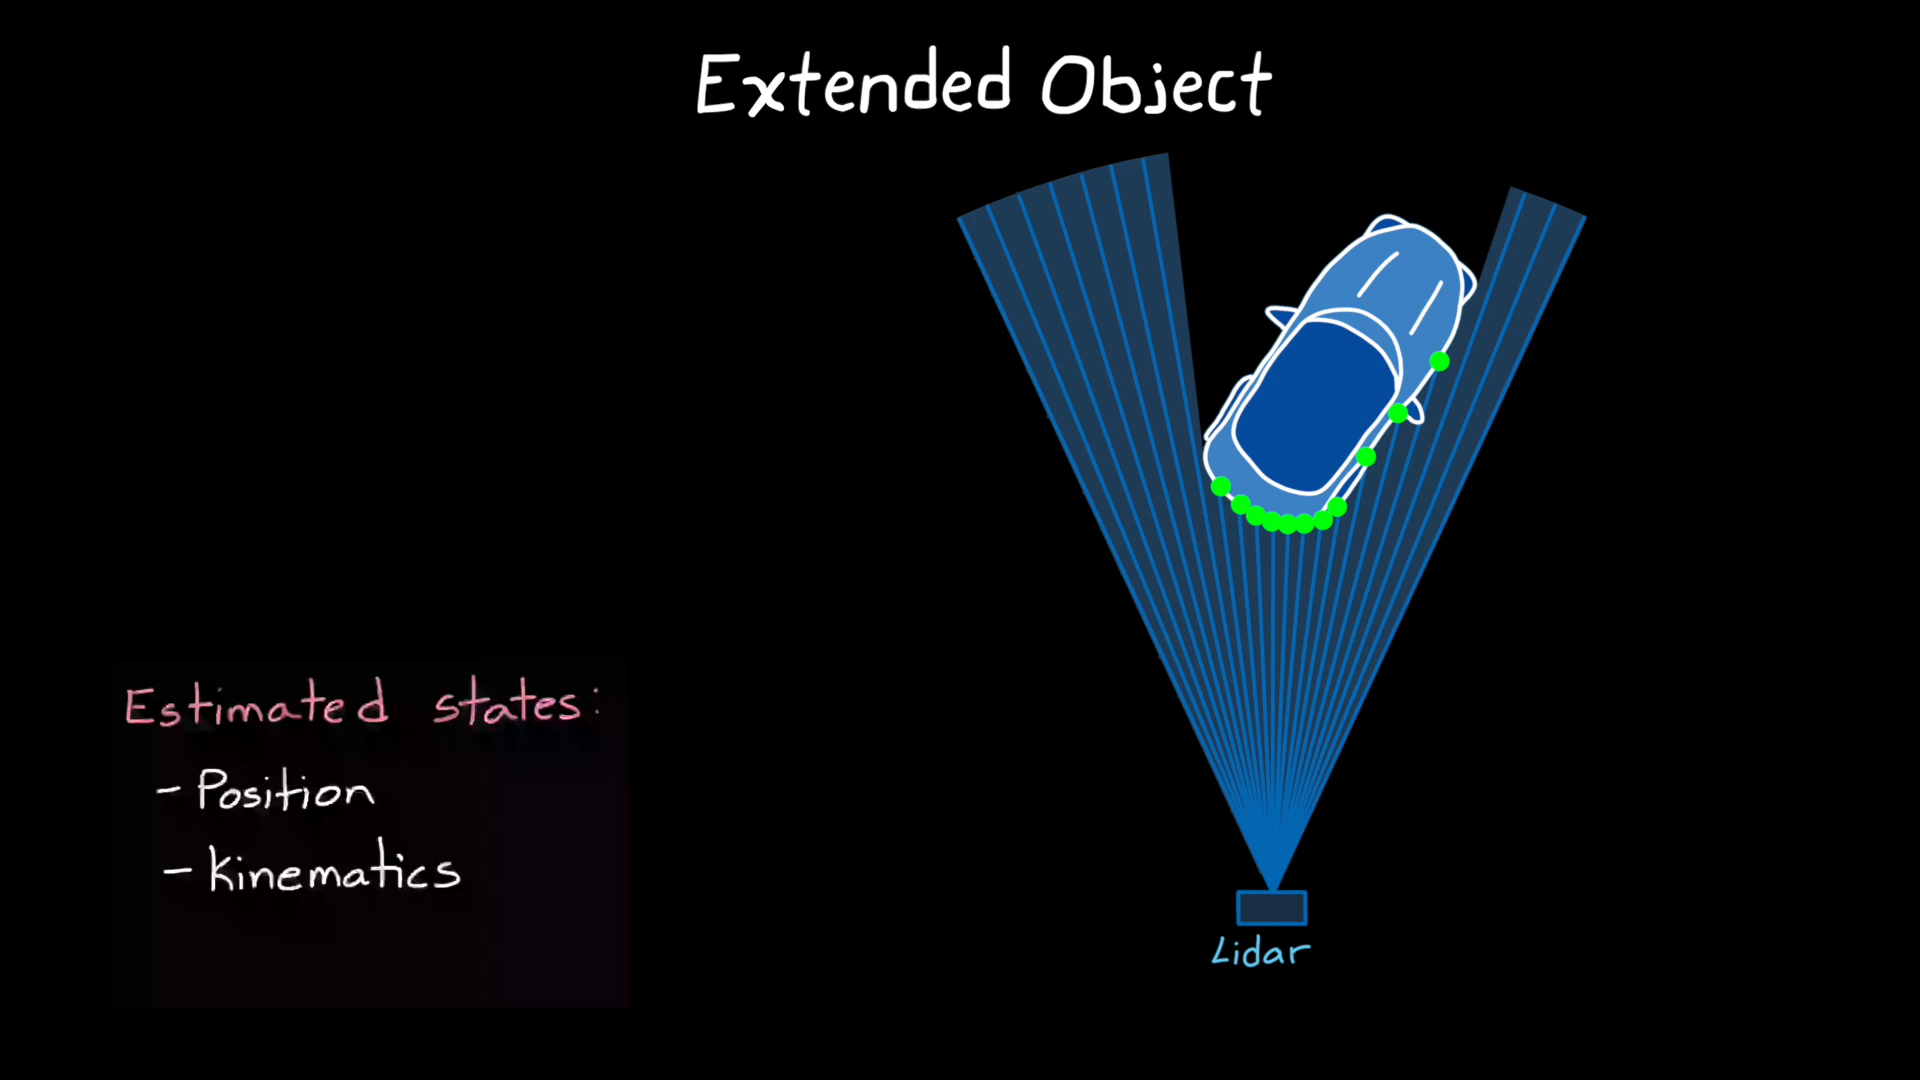 Extended Object
Estimated states:
- Position
- Kinematics
Lidar